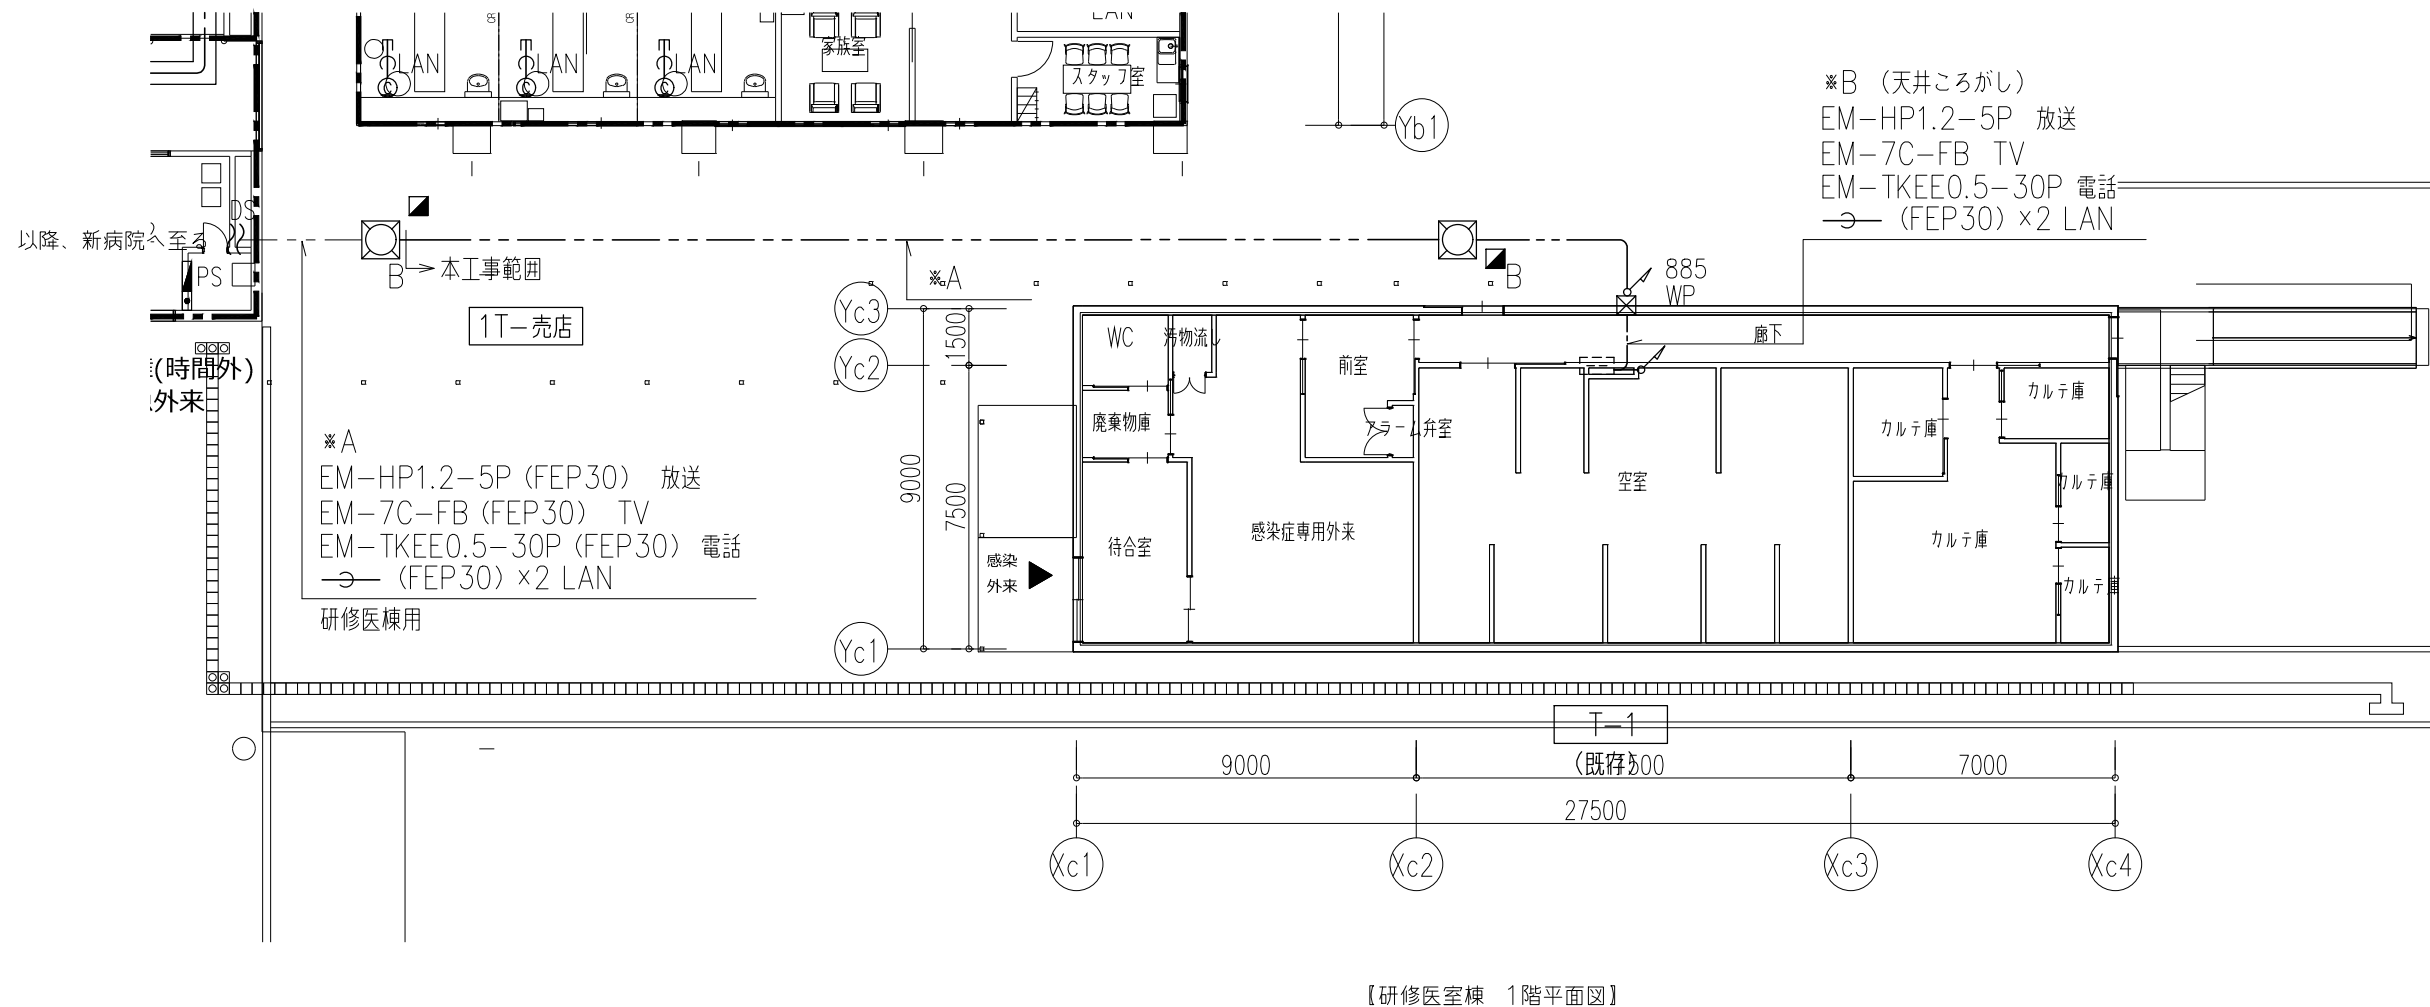 LAN
LAN
LAN
家族室
スタッフ室
Yb1
※B (天井ころがし)
EM-HP1.2-5P 放送
EM-7C-FB TV
EM-TKEE0.5-30P 電話
(FEP30)×2 LAN
DS
以降、新病院へ至る
PS
B
本工事範囲
※A
B
885
WP
1T-売店
Yc3
Yc2
1500
WC
汚物流し
前室
廊下
(時間外)
外来
カルテ庫
廃棄物庫
アラーム弁室
カルテ庫
※A
EM-HP1.2-5P (FEP30) 放送
EM-7C-FB (FEP30) TV
EM-TKEE0.5-30P (FEP30) 電話
(FEP30)×2 LAN
研修医棟用
9000
7500
空室
カルテ庫
待合室
感染症専用外来
カルテ庫
感染
外来
カルテ庫
Yc1
T-1
(既存)
9000
7000
27500
Xc1
Xc2
Xc3
Xc4
【研修医室棟 1階平面図】